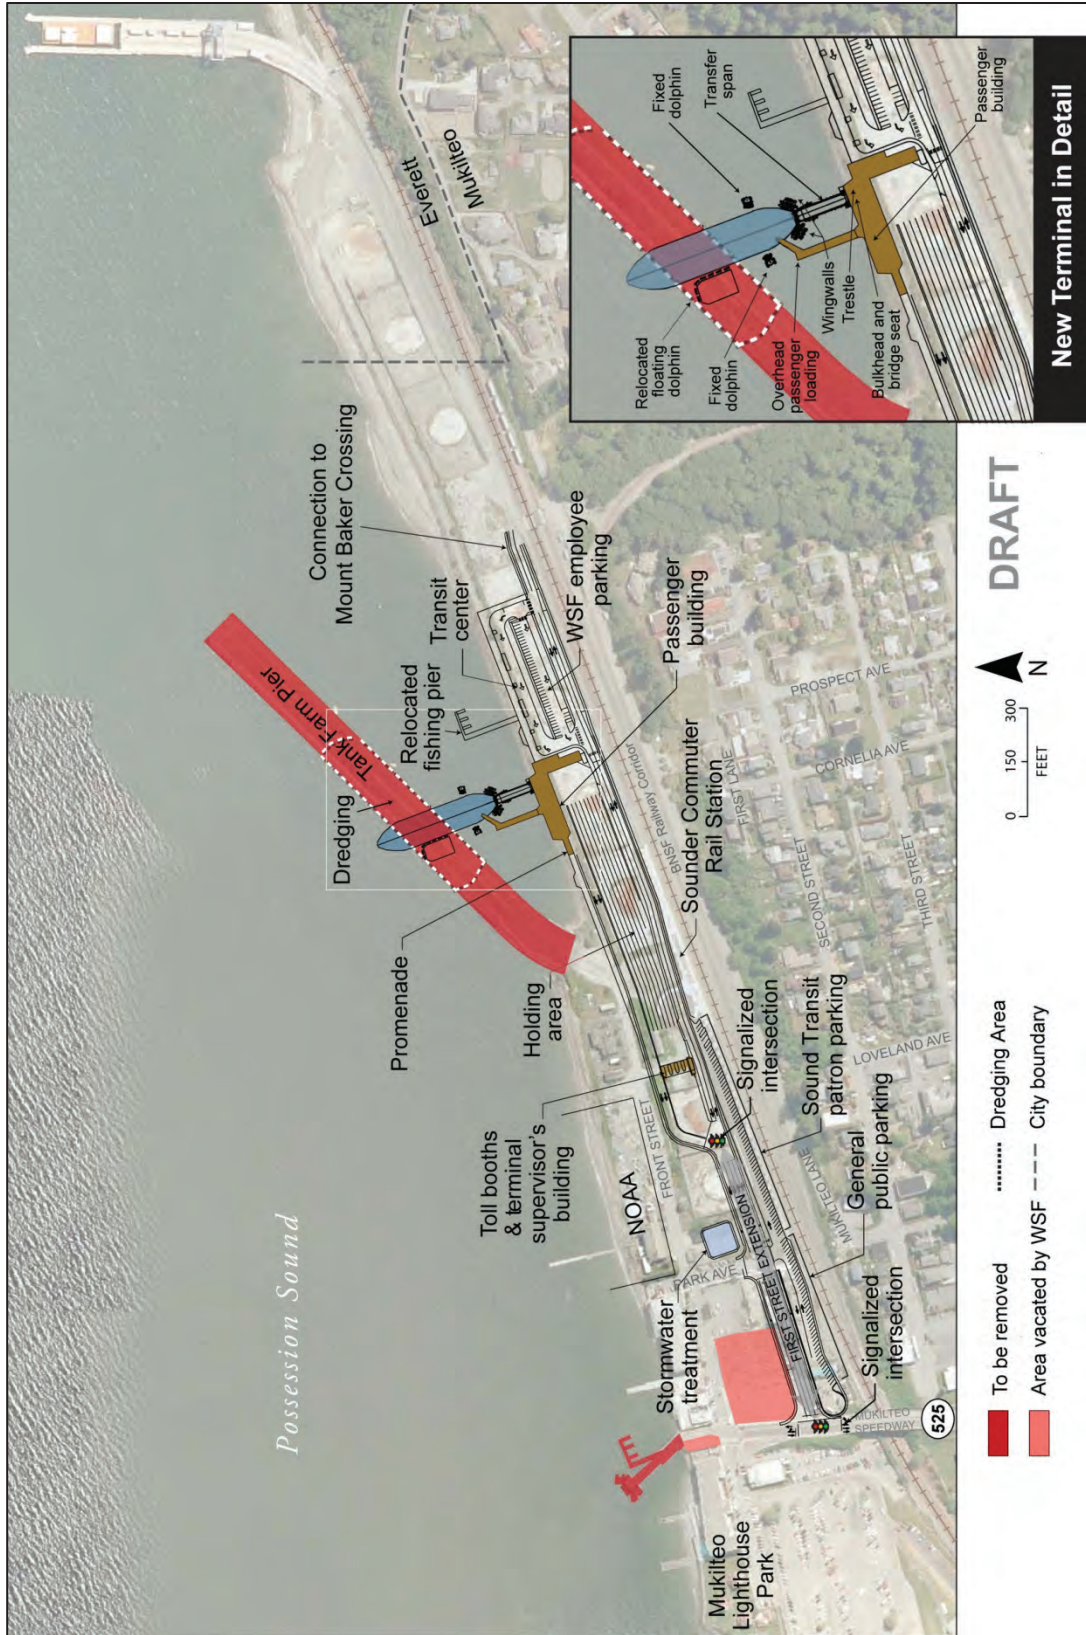 Possession Sound
Everett
Mukilteo
Connection to
Mount Baker Crossing
Tank Farm Pier
Dredging
Relocated
fishing pier
Transit
center
WSF employee
parking
Passenger
building
Promenade
Holding
area
Sounder Commuter
Rail Station
BNSF Railway Corridor
Toll booths
& terminal
supervisor's
building
NOAA
FRONT STREET
Signalized
intersection
Sound Transit
patron parking
General
public parking
Stormwater
treatment
PARK AVE
FIRST STREET EXTENSION
Signalized
intersection
MUKILTEO
SPEEDWAY
525
Mukilteo
Lighthouse
Park
MUKILTEO LANE
LOVELAND AVE
SECOND STREET
THIRD STREET
FIRST LANE
CORNELIA AVE
PROSPECT AVE
Fixed
dolphin
Transfer
span
Relocated
floating
dolphin
Fixed
dolphin
Overhead
passenger
loading
Wingwalls
Trestle
Bulkhead and
bridge seat
Passenger
building
New Terminal in Detail
To be removed
Area vacated by WSF
Dredging Area
City boundary
0 150 300
FEET
N
DRAFT